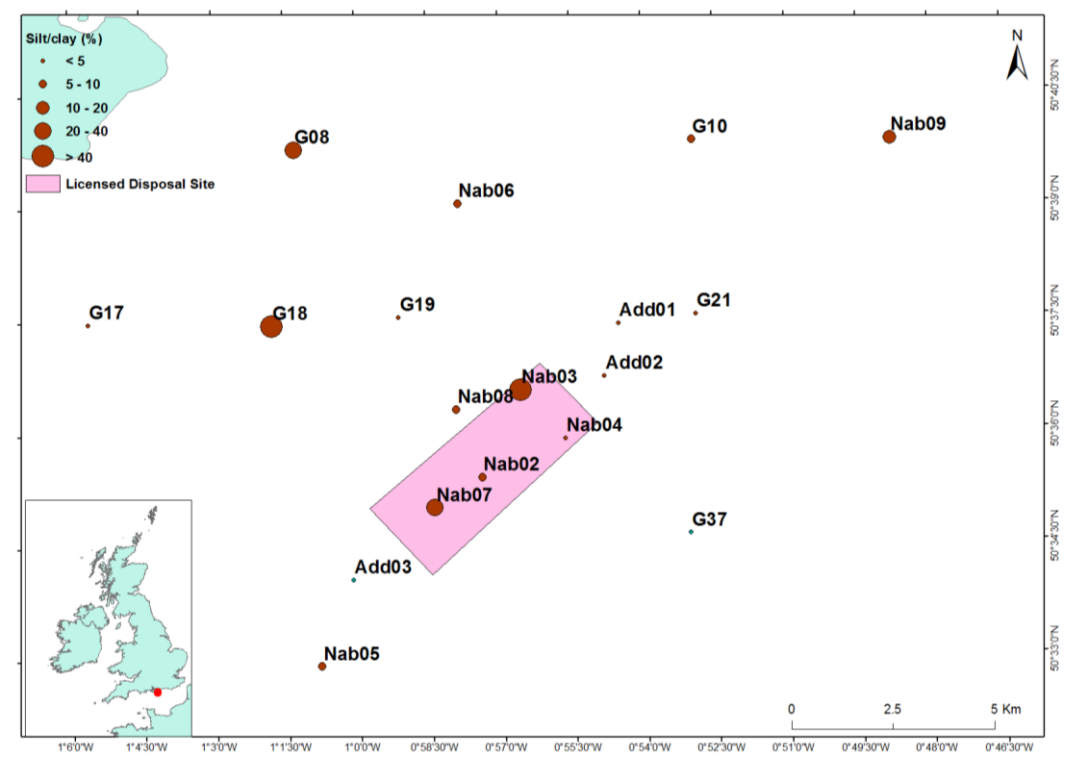 Silt/clay (%)
< 5
5 - 10
10 - 20
20 - 40
> 40
Licensed Disposal Site
N
G08
G10
Nab09
Nab06
G17
G18
G19
Add01
G21
Add02
Nab03
Nab08
Nab04
Nab02
Nab07
G37
Add03
Nab05
0 2.5 5 Km
50°40'30"N
50°39'0"N
50°37'30"N
50°36'0"N
50°34'30"N
50°33'0"N
1°6'0"W 1°4'30"W 1°3'0"W 1°1'30"W 1°0'0"W 0°58'30"W 0°57'0"W 0°55'30"W 0°54'0"W 0°52'30"W 0°51'0"W 0°49'30"W 0°48'0"W 0°46'30"W